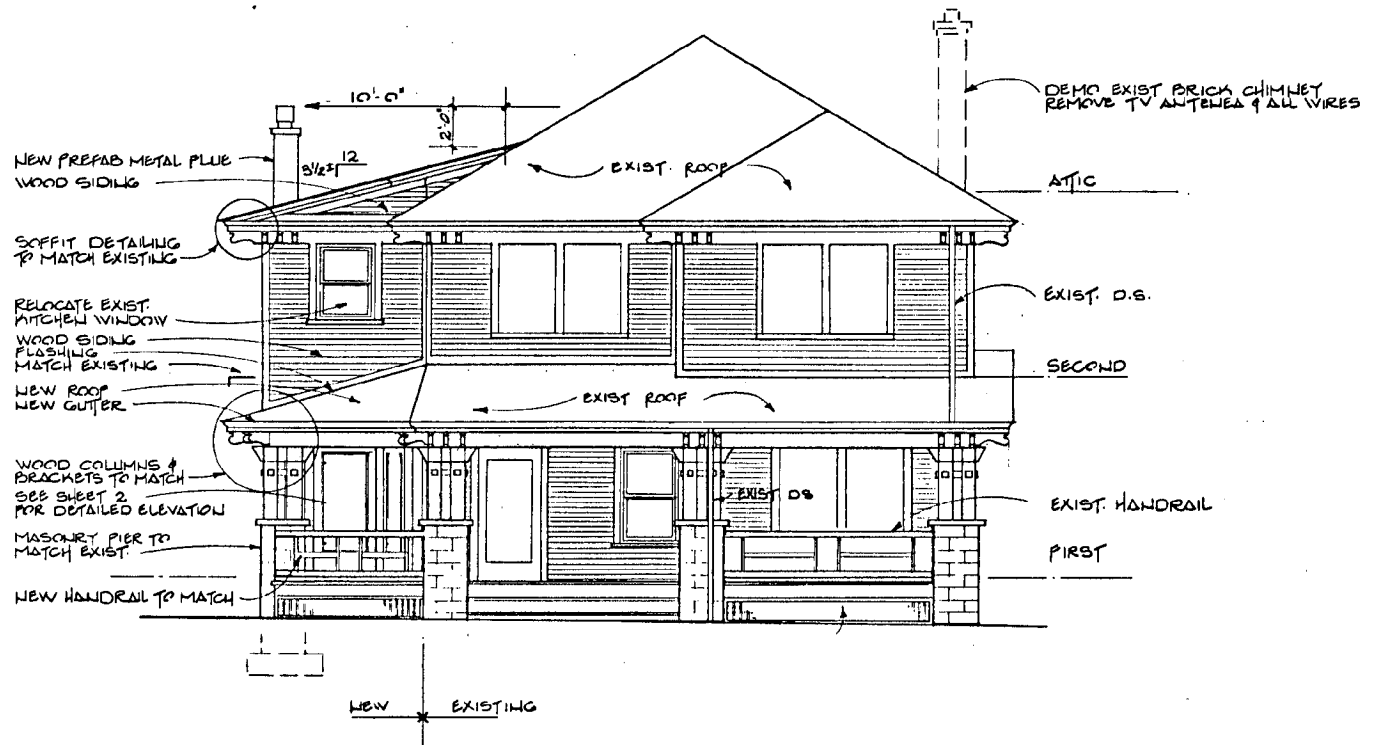 10'-0"
2'-0"
12
3½±
NEW PREFAB METAL FLUE
WOOD SIDING
SOFFIT DETAILING
TO MATCH EXISTING
RELOCATE EXIST.
KITCHEN WINDOW
WOOD SIDING
FLASHING
MATCH EXISTING
NEW ROOF
NEW GUTTER
WOOD COLUMNS &
BRACKETS TO MATCH
SEE SHEET 2
FOR DETAILED ELEVATION
MASONRY PIER TO
MATCH EXIST.
NEW HANDRAIL TO MATCH
EXIST. ROOF
EXIST ROOF
EXIST DS
DEMO EXIST BRICK CHIMNEY
REMOVE TV ANTENEA & ALL WIRES
ATTIC
EXIST. D.S.
SECOND
EXIST. HANDRAIL
FIRST
NEW EXISTING